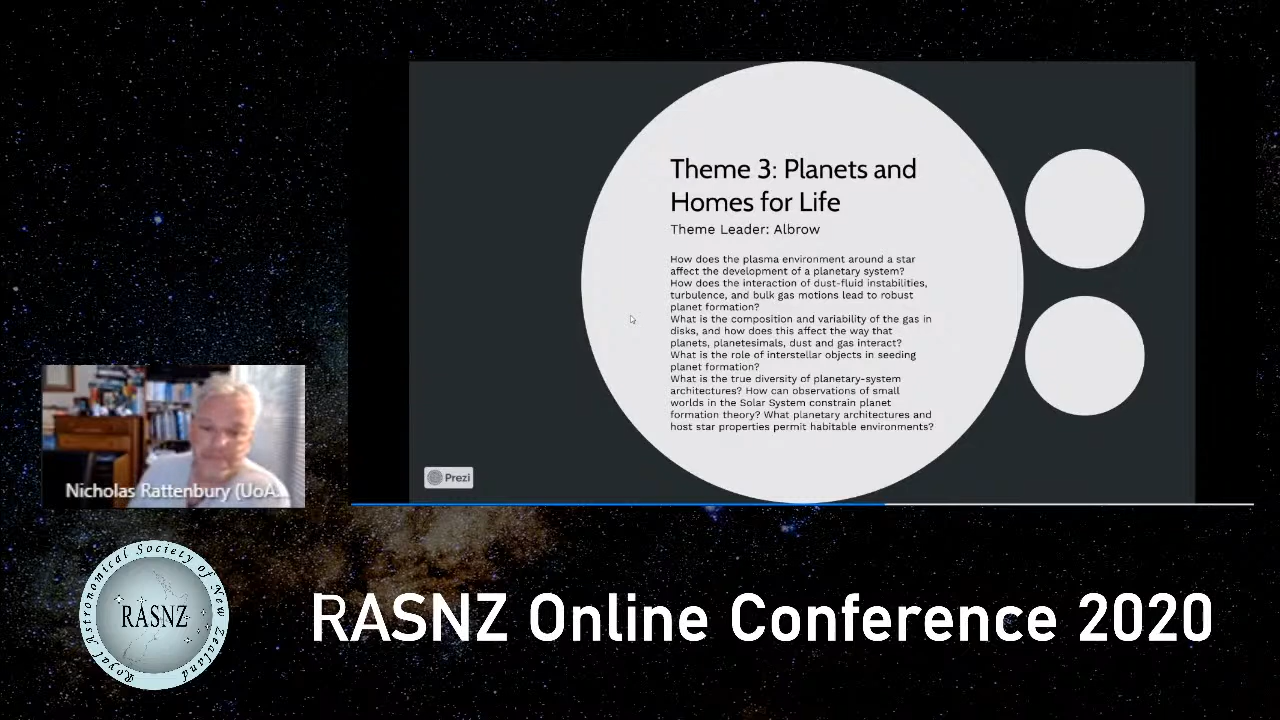 Theme 3: Planets and
Homes for Life
Theme Leader: Albrow
How does the plasma environment around a star
affect the development of a planetary system?
How does the interaction of dust-fluid instabilities,
turbulence, and bulk gas motions lead to robust
planet formation?
What is the composition and variability of the gas in
disks, and how does this affect the way that
planets, planetesimals, dust and gas interact?
What is the role of interstellar objects in seeding
planet formation?
What is the true diversity of planetary-system
architectures? How can observations of small
worlds in the Solar System constrain planet
formation theory? What planetary architectures and
host star properties permit habitable environments?
Prezi
Nicholas Rattenbury (UoA...
Royal Astronomical Society of New Zealand
RASNZ
RASNZ Online Conference 2020